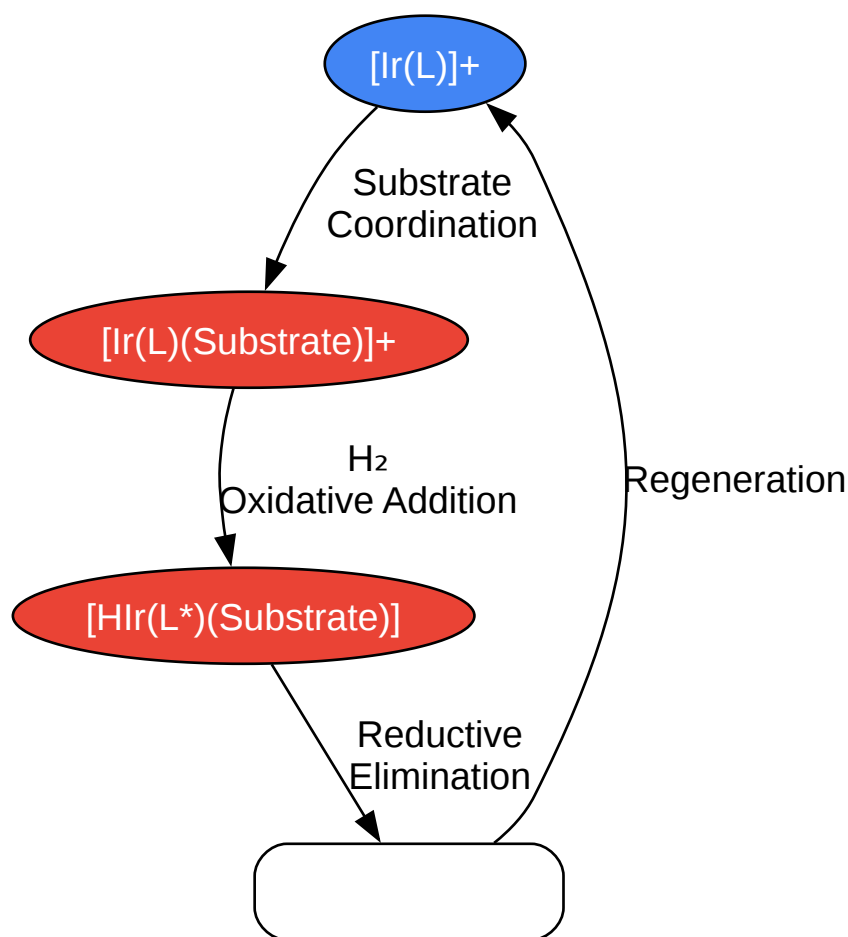 [Ir(L)]+
Substrate
Coordination
[Ir(L)(Substrate)]+
H₂
Oxidative Addition
Regeneration
[HIr(L*)(Substrate)]
Reductive
Elimination